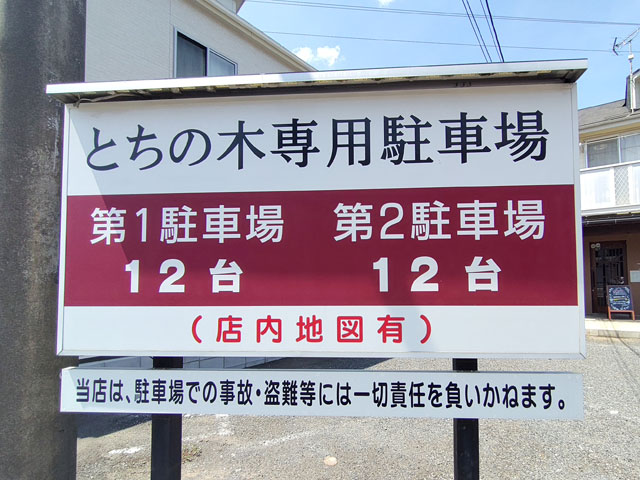 とちの木専用駐車場
第1駐車場 第2駐車場
12台 12台
(店内地図有)
当店は、駐車場での事故・盗難等には一切責任を負いかねます。